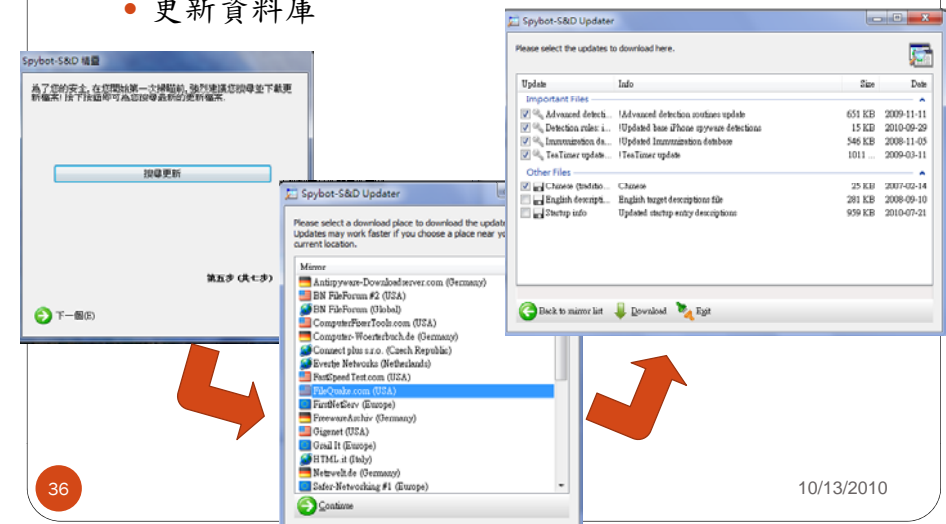 • 更新資料庫
Spybot-S&D 精靈
為了您的安全, 在您開始第一次掃瞄前, 強烈建議您搜尋並下載更
新檔案! 按下按鈕即可為您搜尋最新的更新檔案.
搜尋更新
第五步 (共七步)
下一個(E)
Spybot-S&D Updater
Please select a download place to download the update
Updates may work faster if you choose a place near yo
current location.
Mirror
Antispyware-Downloadserver.com (Germany)
BN FileForum #2 (USA)
BN FileForum (Global)
ComputerFixerTools.com (USA)
Computer-Woerterbuch.de (Germany)
Connect plus s.r.o. (Czech Republic)
Evertje Networks (Netherlands)
FastSpeedTest.com (USA)
FileQuake.com (USA)
FirstNetServ (Europe)
FreewareArchiv (Germany)
Gigenet (USA)
Grail It (Europe)
HTML.it (Italy)
Netzwelt.de (Germany)
Safer-Networking #1 (Europe)
Continue
Spybot-S&D Updater
Please select the updates to download here.
Update Info Size Date
Important Files
Advanced detecti... !Advanced detection routines update 651 KB 2009-11-11
Detection rules: i... !Updated base iPhone spyware detections 15 KB 2010-09-29
Immunization da... !Updated Immunization database 546 KB 2008-11-05
TeaTimer update... !TeaTimer update 1011 ... 2009-03-11
Other Files
Chinese (traditio... Chinese 25 KB 2007-02-14
English descripti... English target descriptions file 281 KB 2008-09-10
Startup info Updated startup entry descriptions 959 KB 2010-07-21
Back to mirror list Download Exit
36
10/13/2010